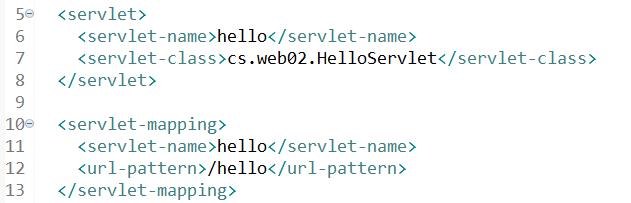 5 <servlet>
6 <servlet-name>hello</servlet-name>
7 <servlet-class>cs.web02.HelloServlet</servlet-class>
8 </servlet>
9
10 <servlet-mapping>
11 <servlet-name>hello</servlet-name>
12 <url-pattern>/hello</url-pattern>
13 </servlet-mapping>